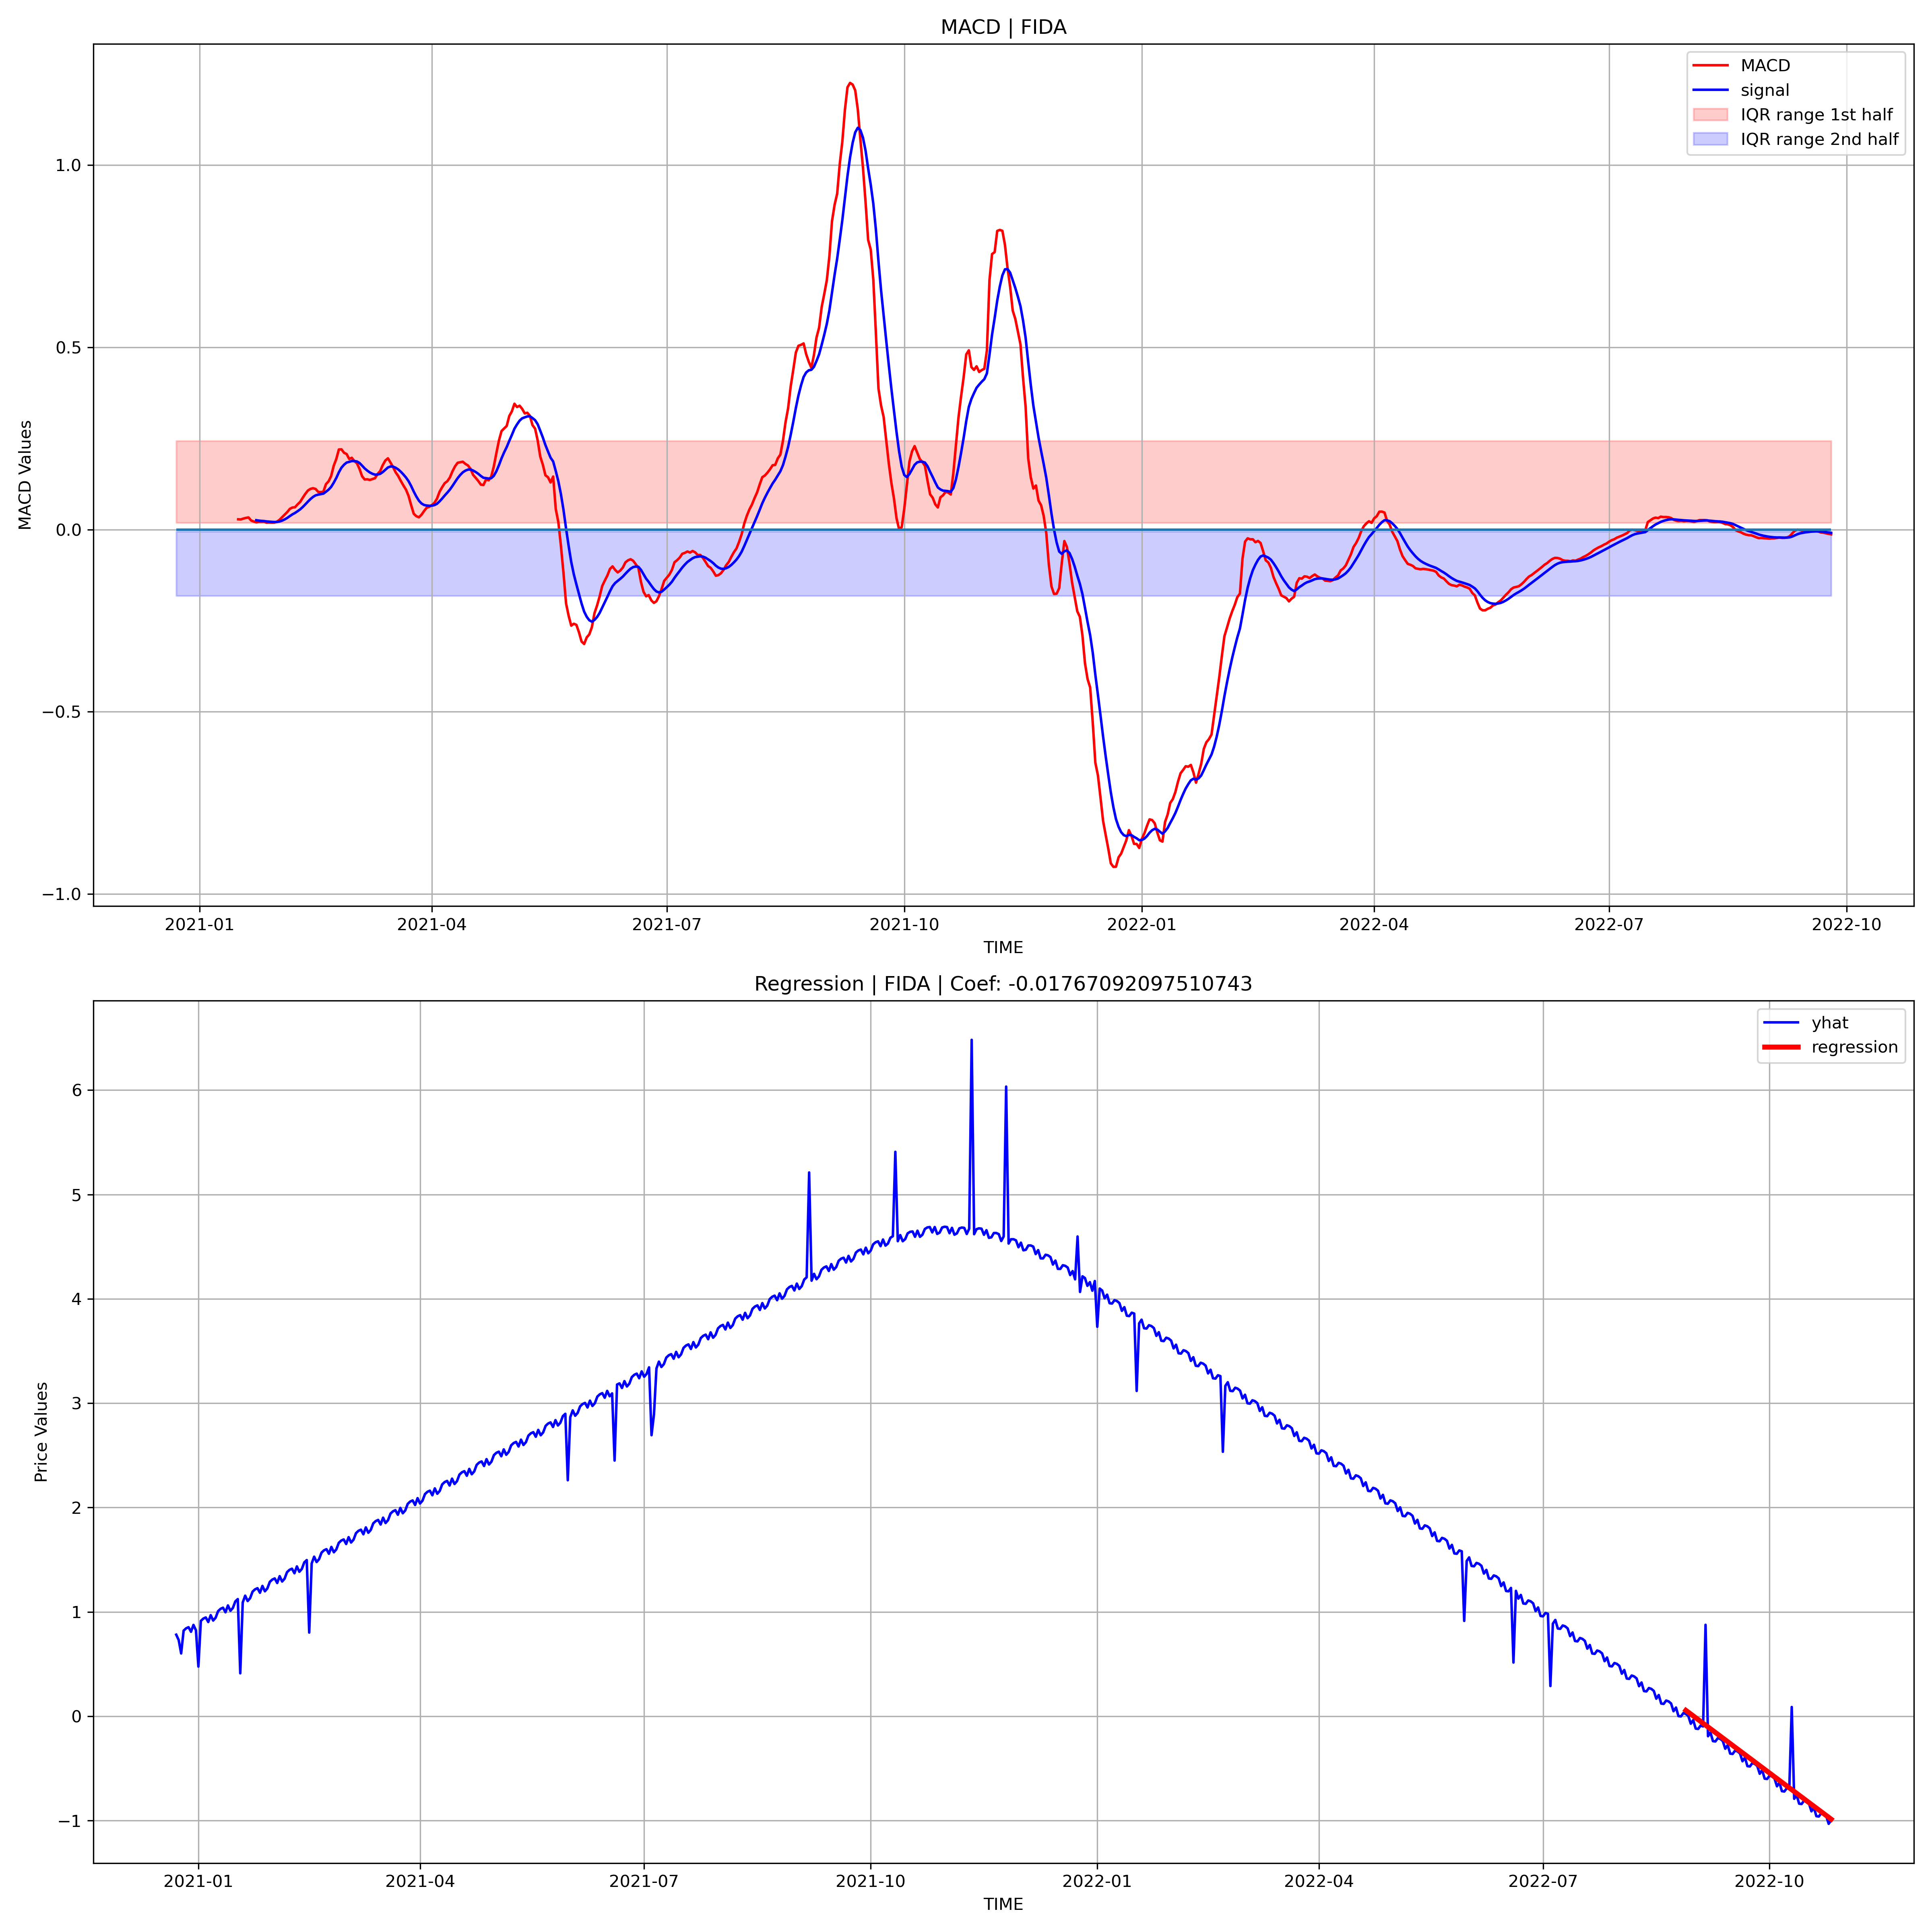 MACD | FIDA
MACD
signal
IQR range 1st half
IQR range 2nd half
MACD Values
1.0
0.5
0.0
−0.5
−1.0
2021-01 2021-04 2021-07 2021-10 2022-01 2022-04 2022-07 2022-10
TIME
Regression | FIDA | Coef: -0.01767092097510743
yhat
regression
Price Values
6
5
4
3
2
1
0
−1
2021-01 2021-04 2021-07 2021-10 2022-01 2022-04 2022-07 2022-10
TIME